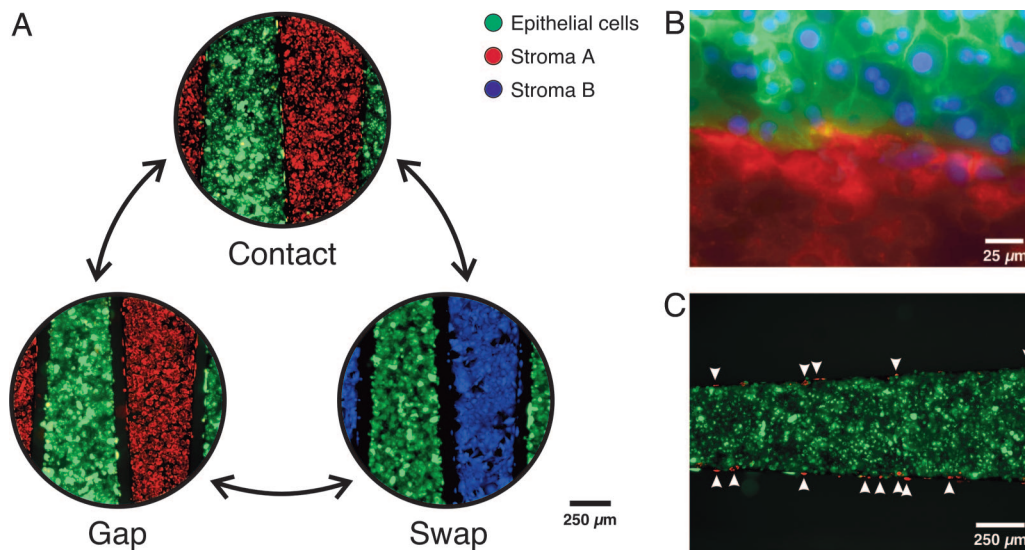 A
Epithelial cells
Stroma A
Stroma B
Contact
Gap
Swap
250 µm
B
25 µm
C
250 µm